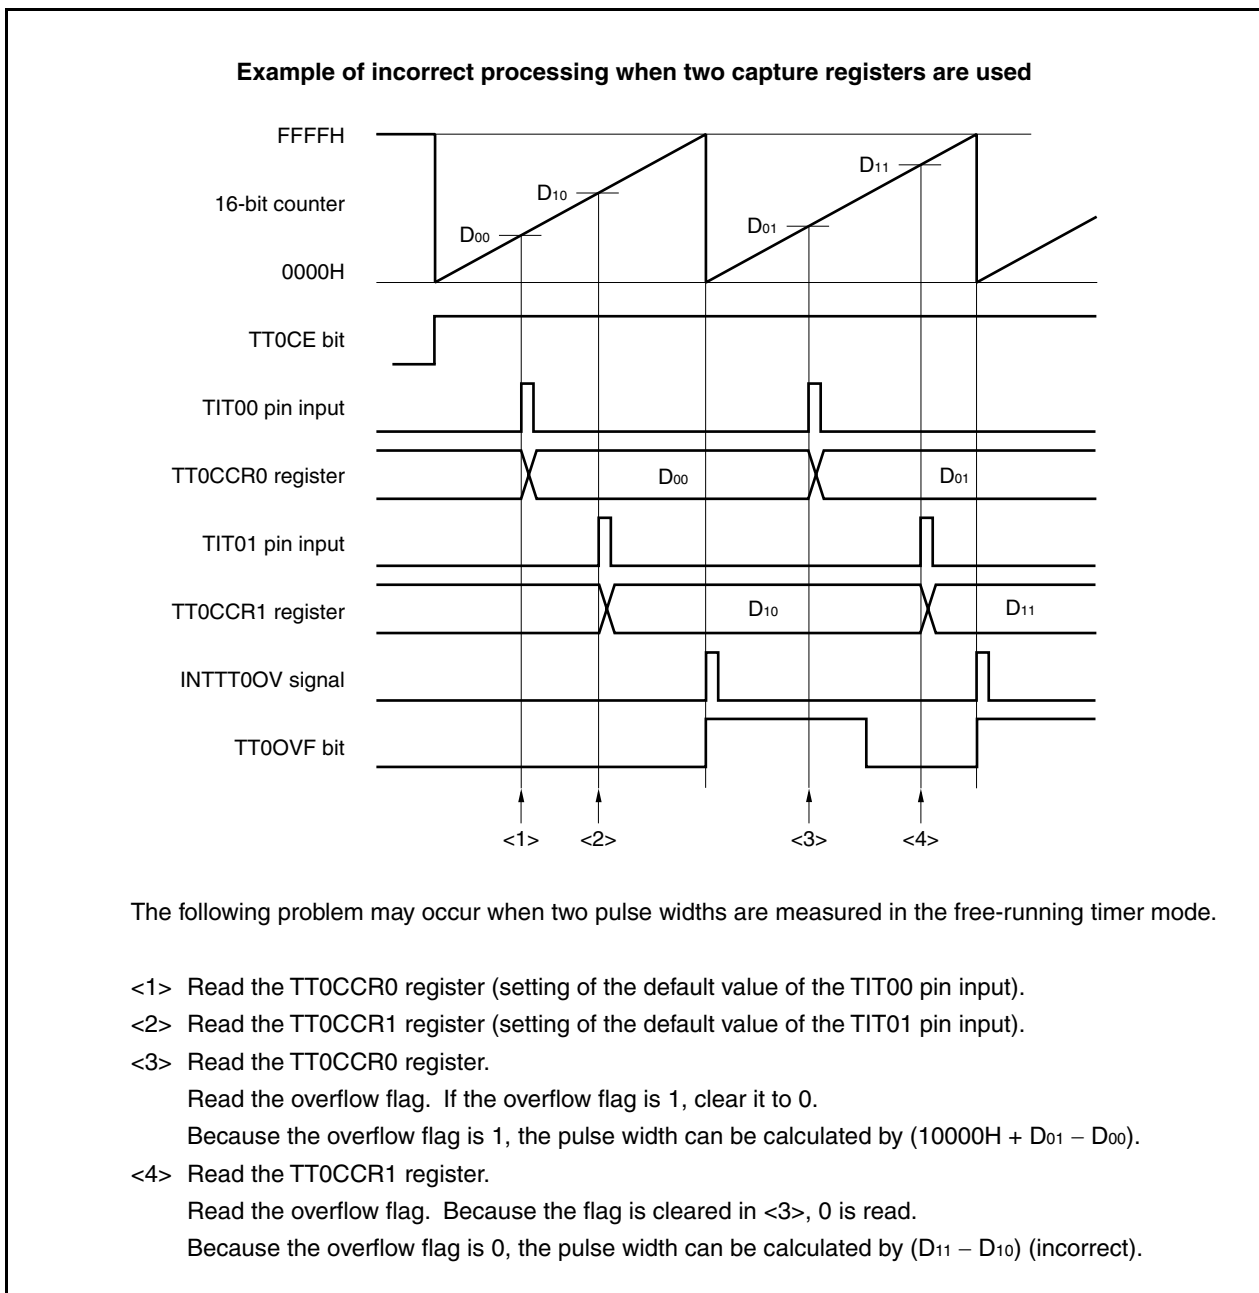 Example of incorrect processing when two capture registers are used
FFFFH
D11
D10
16-bit counter
D01
D00
0000H
TT0CE bit
TIT00 pin input
TT0CCR0 register
D00
D01
TIT01 pin input
TT0CCR1 register
D10
D11
INTTT0OV signal
TT0OVF bit
<1> <2> <3> <4>
The following problem may occur when two pulse widths are measured in the free-running timer mode.
<1> Read the TT0CCR0 register (setting of the default value of the TIT00 pin input).
<2> Read the TT0CCR1 register (setting of the default value of the TIT01 pin input).
<3> Read the TT0CCR0 register.
Read the overflow flag. If the overflow flag is 1, clear it to 0.
Because the overflow flag is 1, the pulse width can be calculated by (10000H + D01 − D00).
<4> Read the TT0CCR1 register.
Read the overflow flag. Because the flag is cleared in <3>, 0 is read.
Because the overflow flag is 0, the pulse width can be calculated by (D11 − D10) (incorrect).